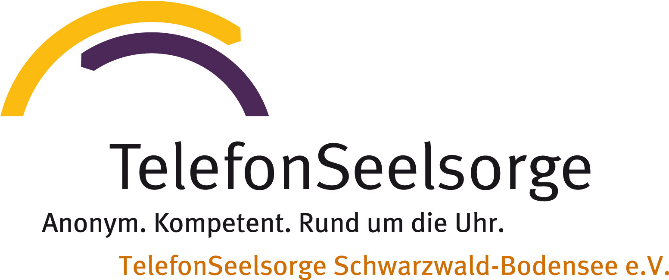 TelefonSeelsorge
Anonym. Kompetent. Rund um die Uhr.
TelefonSeelsorge Schwarzwald-Bodensee e.V.